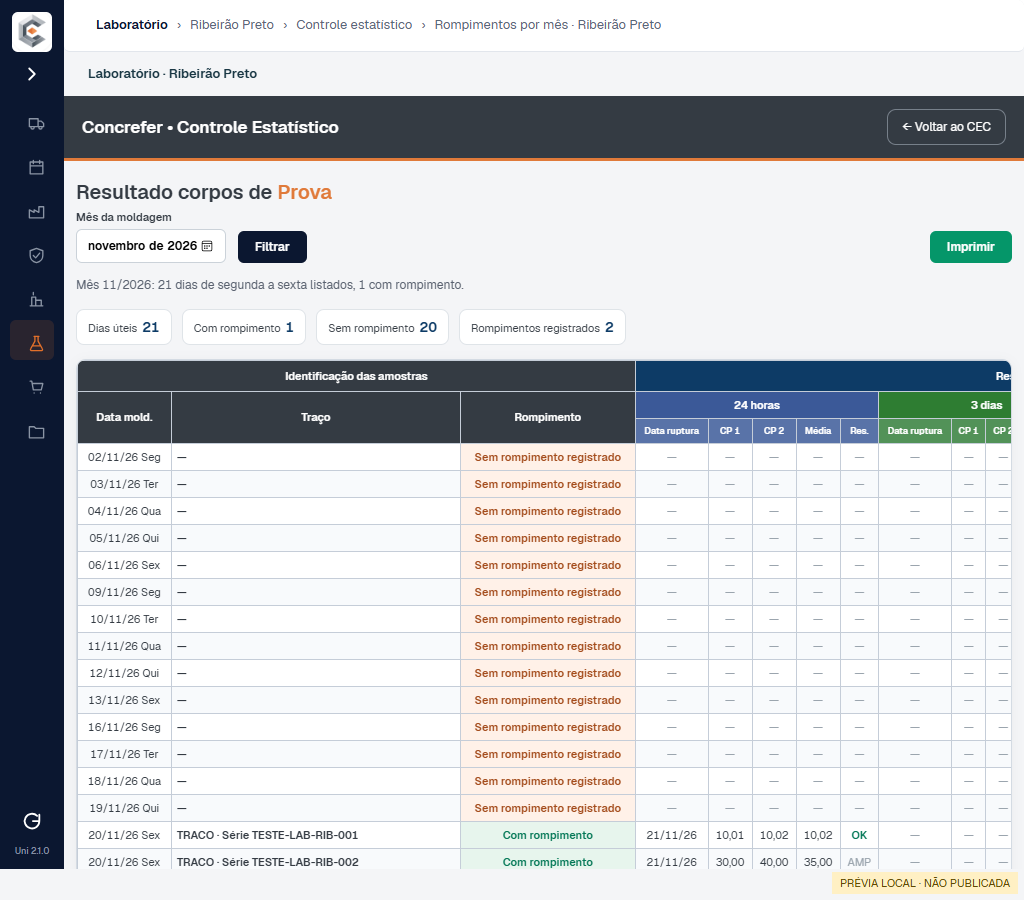 Laboratório › Ribeirão Preto › Controle estatístico › Rompimentos por mês · Ribeirão Preto
Laboratório · Ribeirão Preto
Concrefer • Controle Estatístico
← Voltar ao CEC
Resultado corpos de Prova
Mês da moldagem
novembro de 2026
Filtrar
Imprimir
Mês 11/2026: 21 dias de segunda a sexta listados, 1 com rompimento.
Dias úteis 21
Com rompimento 1
Sem rompimento 20
Rompimentos registrados 2
Identificação das amostras
Data mold. Traço Rompimento 24 horas 3 dias
Data ruptura CP 1 CP 2 Média Res. Data ruptura CP 1
02/11/26 Seg — Sem rompimento registrado — — — — — — — —
03/11/26 Ter — Sem rompimento registrado — — — — — — — —
04/11/26 Qua — Sem rompimento registrado — — — — — — — —
05/11/26 Qui — Sem rompimento registrado — — — — — — — —
06/11/26 Sex — Sem rompimento registrado — — — — — — — —
09/11/26 Sex — Sem rompimento registrado — — — — — — — —
10/11/26 Ter — Sem rompimento registrado — — — — — — — —
11/11/26 Qua — Sem rompimento registrado — — — — — — — —
12/11/26 Qui — Sem rompimento registrado — — — — — — — —
13/11/26 Sex — Sem rompimento registrado — — — — — — — —
16/11/26 Seg — Sem rompimento registrado — — — — — — — —
17/11/26 Ter — Sem rompimento registrado — — — — — — — —
18/11/26 Qua — Sem rompimento registrado — — — — — — — —
19/11/26 Qui — Sem rompimento registrado — — — — — — — —
20/11/26 Sex TRACO · Série TESTE-LAB-RIB-001 Com rompimento 21/11/26 10,01 10,02 10,02 OK — — —
20/11/26 Sex TRACO · Série TESTE-LAB-RIB-002 Com rompimento 21/11/26 30,00 40,00 35,00 AMP — — —
Uni 2.1.0
PRÉVIA LOCAL · NÃO PUBLICADA